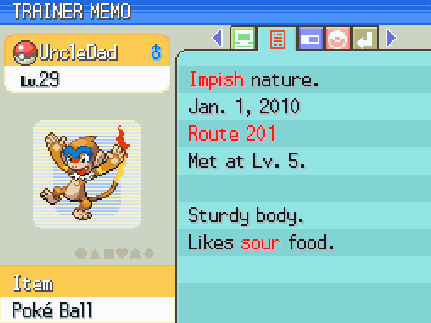 TRAINER MEMO
UncleDad
Lv.29
Impish nature.
Jan. 1, 2010
Route 201
Met at Lv. 5.
Sturdy body.
Likes sour food.
Item
Poké Ball